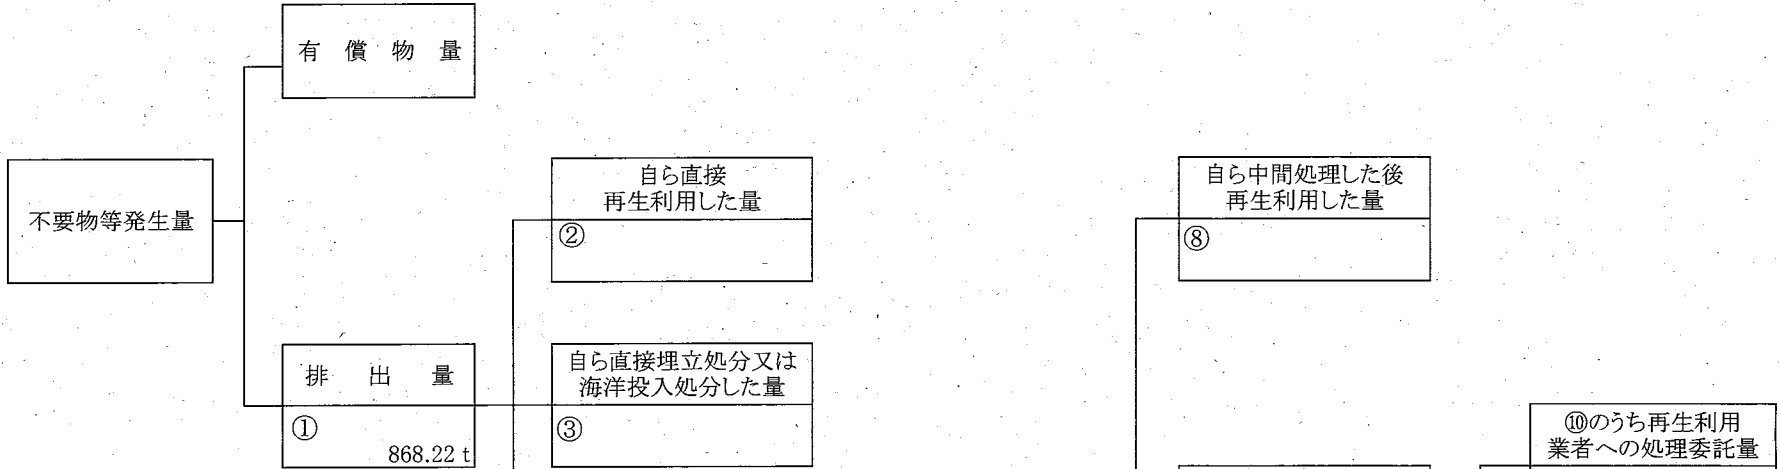 有償物量
不要物等発生量
自ら直接
再生利用した量
②
自ら中間処理した後
再生利用した量
⑧
排出量
①
868.22 t
自ら直接埋立処分又は
海洋投入処分した量
③
⑩のうち再生利用
業者への処理委託量